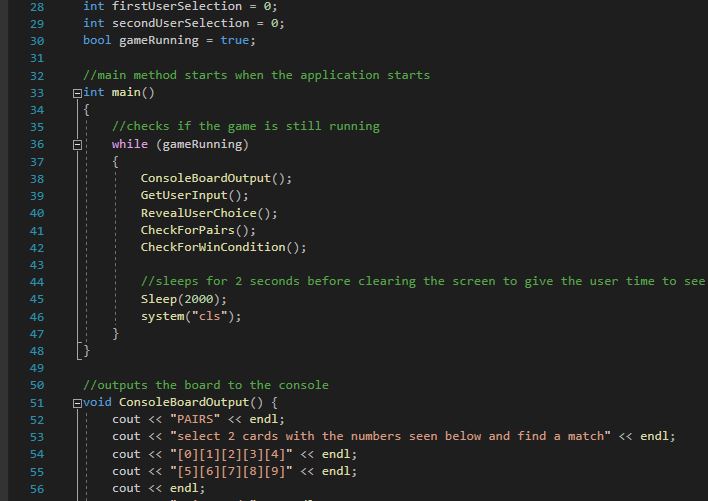 28 int firstUserSelection = 0;
29 int secondUserSelection = 0;
30 bool gameRunning = true;
31
32 //main method starts when the application starts
33 int main()
34 {
35 //checks if the game is still running
36 while (gameRunning)
37 {
38 ConsoleBoardOutput();
39 GetUserInput();
40 RevealUserChoice();
41 CheckForPairs();
42 CheckForWinCondition();
43
44 //sleeps for 2 seconds before clearing the screen to give the user time to see
45 Sleep(2000);
46 system("cls");
47 }
48 }
49
50 //outputs the board to the console
51 void ConsoleBoardOutput() {
52 cout << "PAIRS" << endl;
53 cout << "select 2 cards with the numbers seen below and find a match" << endl;
54 cout << "[0][1][2][3][4]" << endl;
55 cout << "[5][6][7][8][9]" << endl;
56 cout << endl;